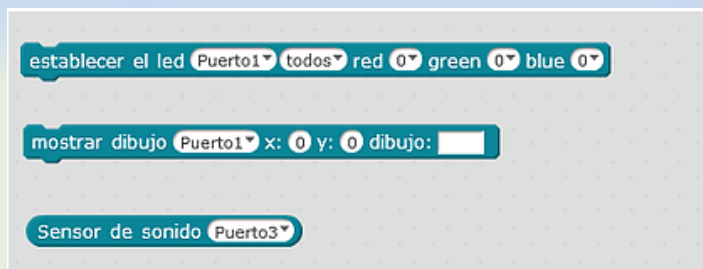 establecer el led Puerto1 todos red 0 green 0 blue 0
mostrar dibujo Puerto1 x: 0 y: 0 dibujo:
Sensor de sonido Puerto3